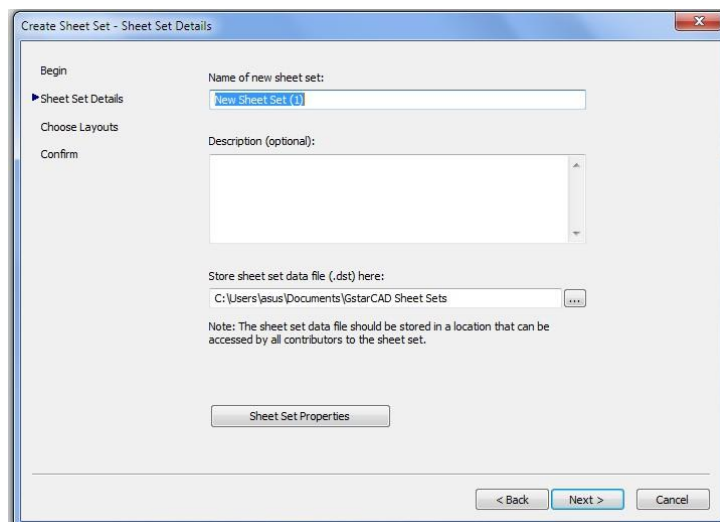 Create Sheet Set - Sheet Set Details
Begin
Sheet Set Details
Choose Layouts
Confirm
Name of new sheet set:
New Sheet Set (1)
Description (optional):
Store sheet set data file (.dst) here:
C:\Users\asus\Documents\GstarCAD Sheet Sets
...
Note: The sheet set data file should be stored in a location that can be
accessed by all contributors to the sheet set.
Sheet Set Properties
< Back
Next >
Cancel